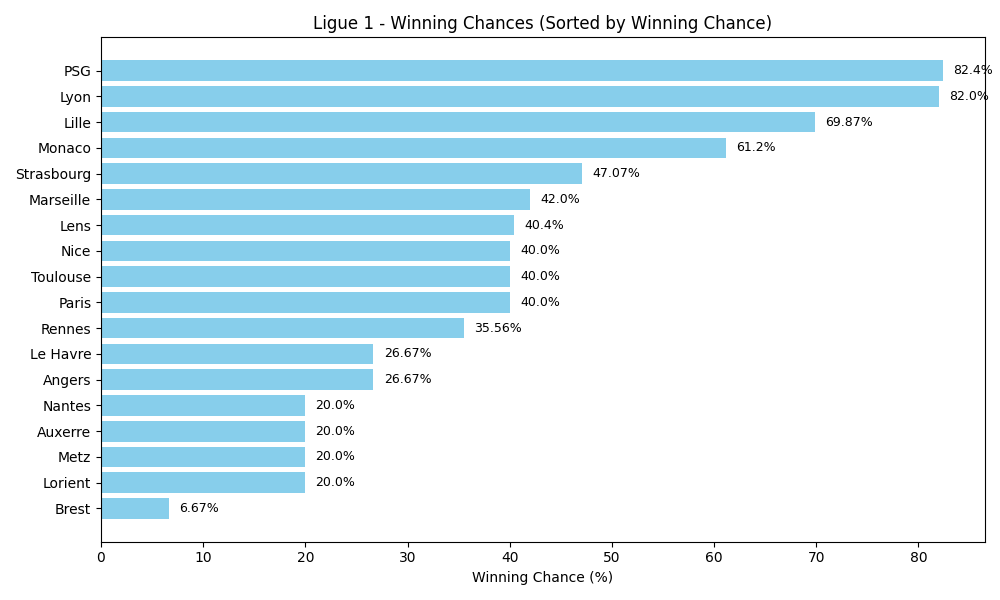 Ligue 1 - Winning Chances (Sorted by Winning Chance)
PSG 82.4%
Lyon 82.0%
Lille 69.87%
Monaco 61.2%
Strasbourg 47.07%
Marseille 42.0%
Lens 40.4%
Nice 40.0%
Toulouse 40.0%
Paris 40.0%
Rennes 35.56%
Le Havre 26.67%
Angers 26.67%
Nantes 20.0%
Auxerre 20.0%
Metz 20.0%
Lorient 20.0%
Brest 6.67%
0 10 20 30 40 50 60 70 80
Winning Chance (%)